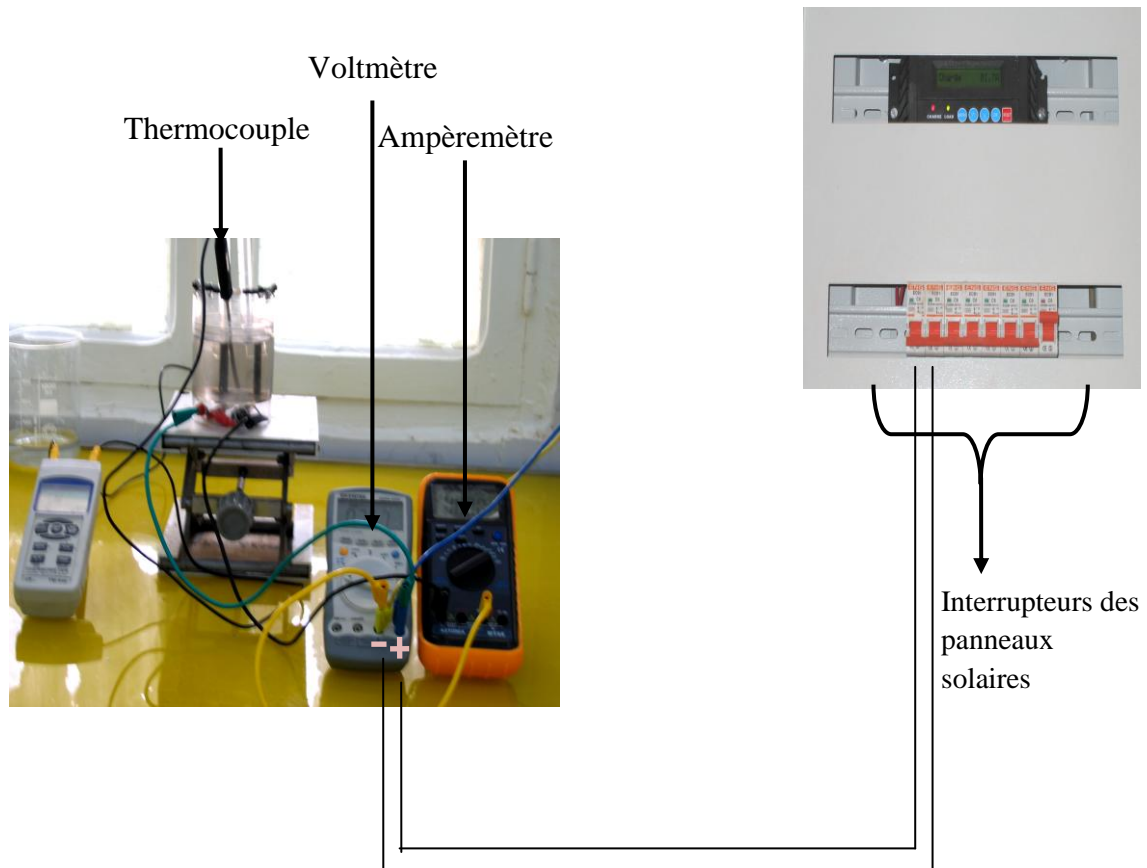 Voltmètre
Thermocouple
Ampèremètre
- +
Interrupteurs des
panneaux
solaires